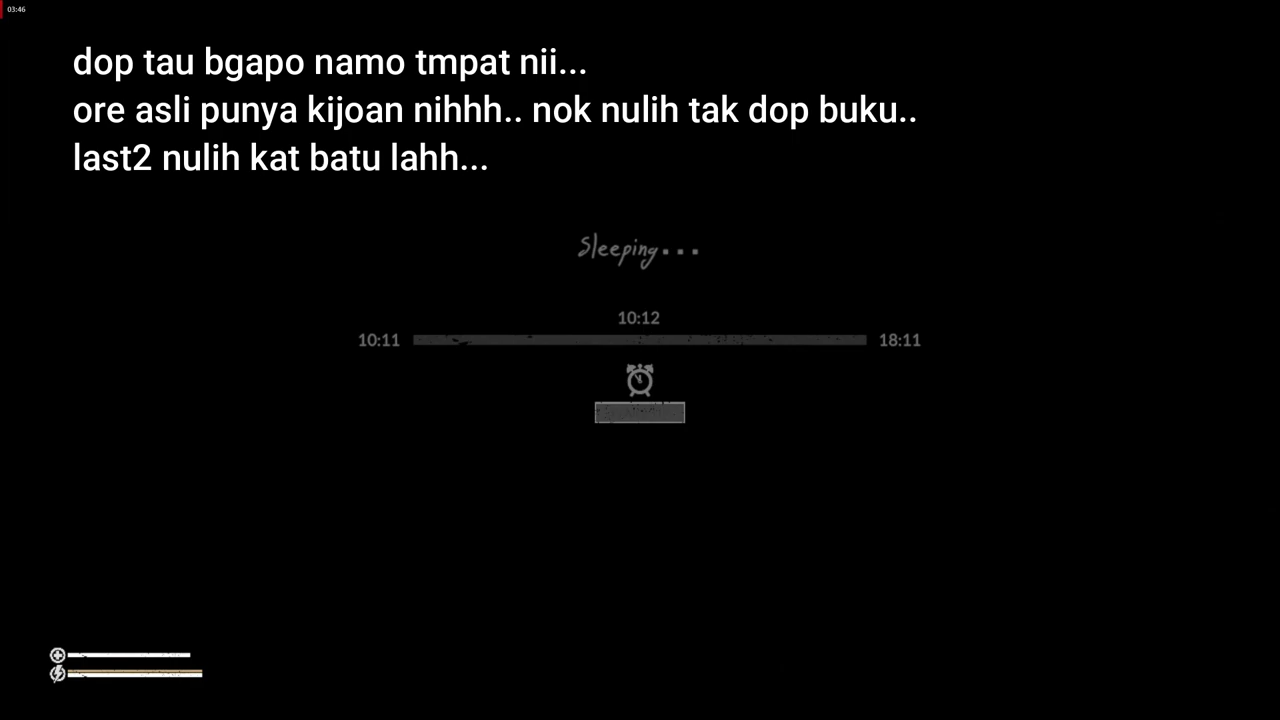 03:46
dop tau bgapo namo tmpat nii...
ore asli punya kijoan nihhh.. nok nulih tak dop buku..
last2 nulih kat batu lahh...
Sleeping...
10:12
10:11 18:11